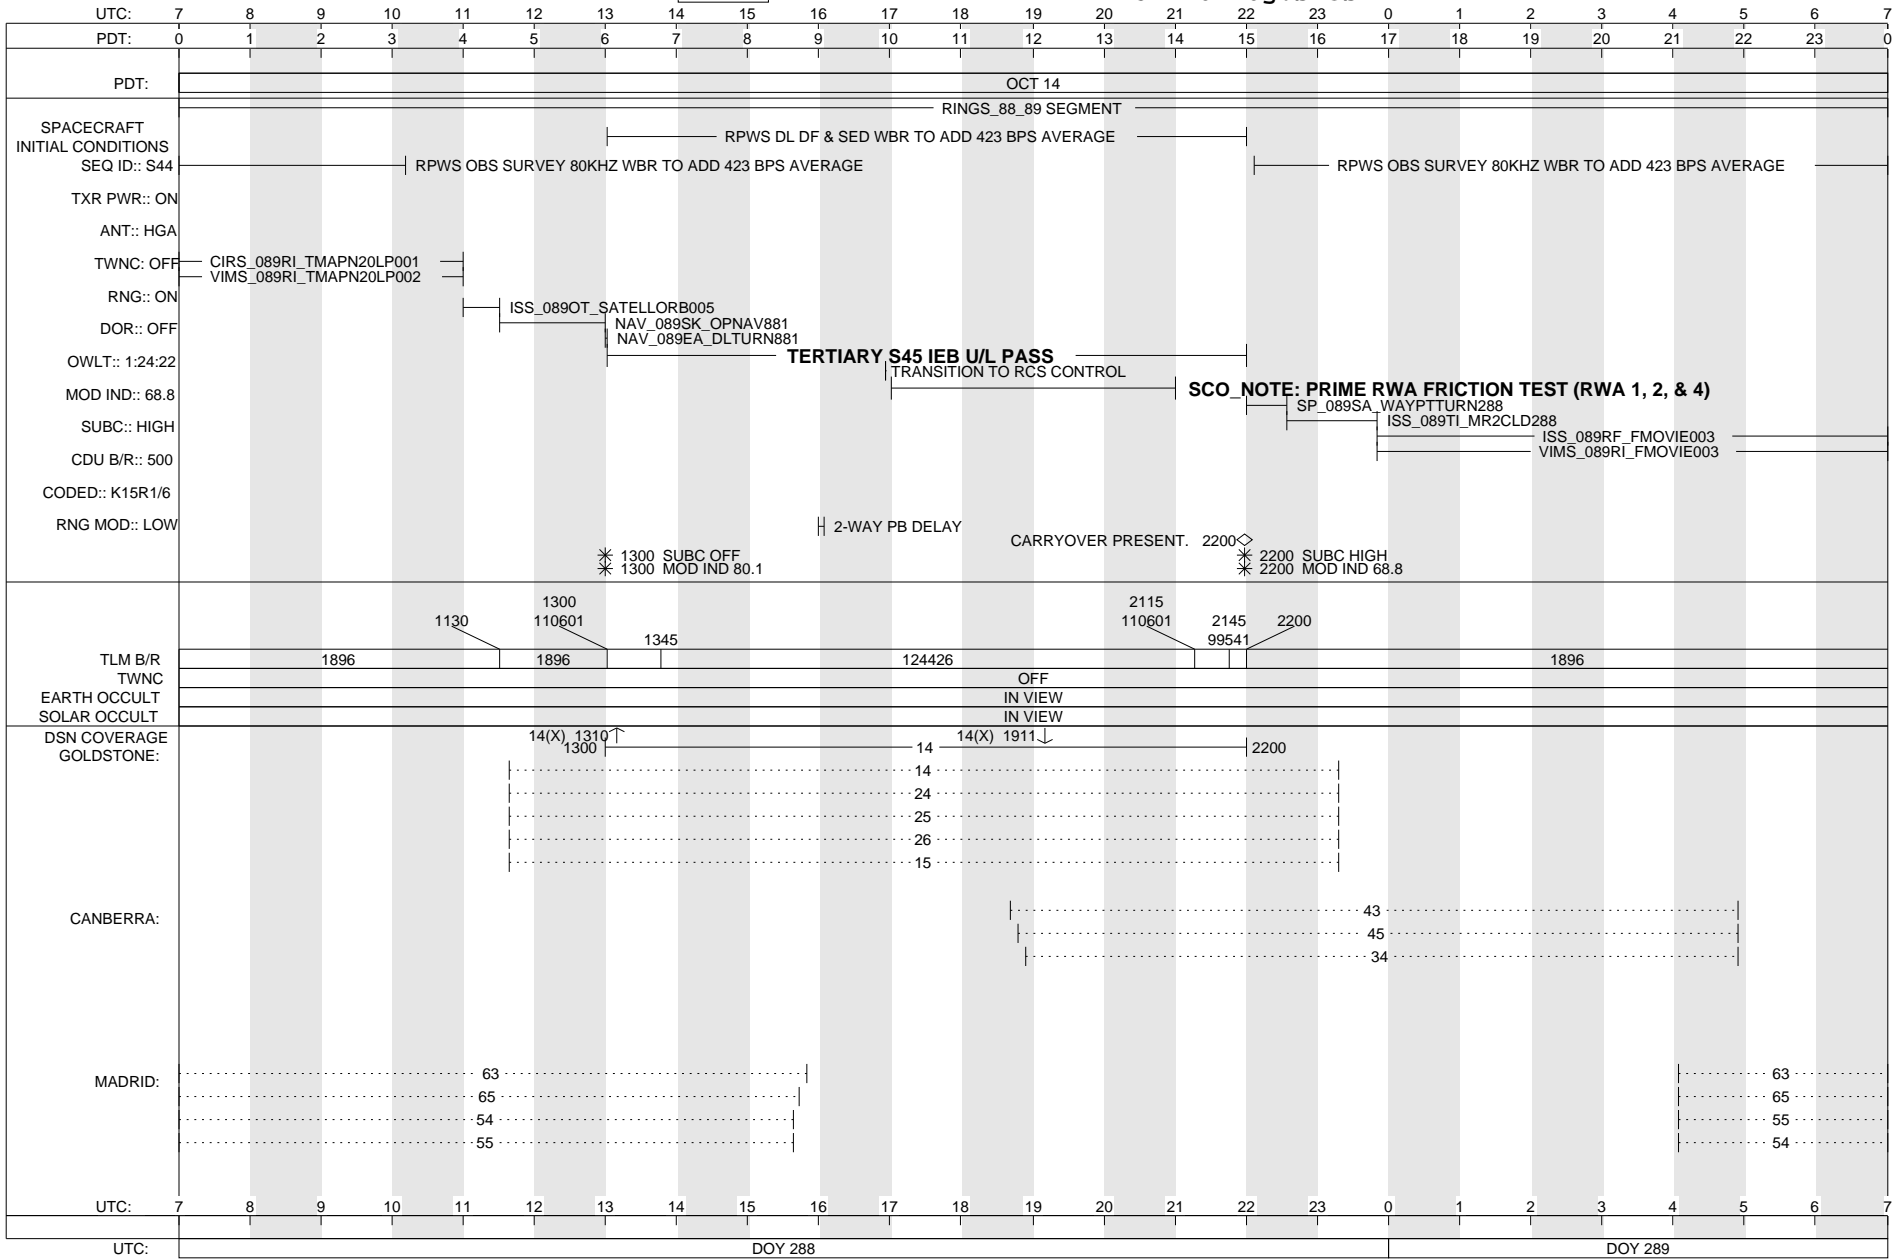 UTC: 7 8 9 10 11 12 13 14 15 16 17 18 19 20 21 22 23 0 1 2 3 4 5 6 7
PDT: 0 1 2 3 4 5 6 7 8 9 10 11 12 13 14 15 16 17 18 19 20 21 22 23 0
PDT: OCT 14
RINGS_88_89 SEGMENT
SPACECRAFT
INITIAL CONDITIONS
RPWS DL DF & SED WBR TO ADD 423 BPS AVERAGE
SEQ ID:: S44 RPWS OBS SURVEY 80KHZ WBR TO ADD 423 BPS AVERAGE RPWS OBS SURVEY 80KHZ WBR TO ADD 423 BPS AVERAGE
TXR PWR:: ON
ANT:: HGA
TWNC: OFF CIRS_089RI_TMAPN20LP001
VIMS_089RI_TMAPN20LP002
RNG:: ON
ISS_089OT_SATELLORB005
DOR:: OFF NAV_089SK_OPNAV881
NAV_089EA_DLTURN881
OWLT:: 1:24:22 TERTIARY S45 IEB U/L PASS
TRANSITION TO RCS CONTROL
MOD IND:: 68.8 SCO_NOTE: PRIME RWA FRICTION TEST (RWA 1, 2, & 4)
SP_089SA_WAYPTTURN288
SUBC:: HIGH ISS_089TI_MR2CLD288
ISS_089RF_FMOVIE003
CDU B/R:: 500 VIMS_089RI_FMOVIE003
CODED:: K15R1/6
RNG MOD:: LOW 2-WAY PB DELAY
CARRYOVER PRESENT. 2200
1300 SUBC OFF 2200 SUBC HIGH
1300 MOD IND 80.1 2200 MOD IND 68.8
1300 2115
1130 110601 110601 2145 2200
1345 99541
TLM B/R 1896 1896 124426 1896
TWNC OFF
EARTH OCCULT IN VIEW
SOLAR OCCULT IN VIEW
DSN COVERAGE 14(X) 1310 14(X) 1911
GOLDSTONE: 1300 14 2200
14
24
25
26
15
CANBERRA: 43
45
34
MADRID: 63 63
65 65
54 55
55 54
UTC: 7 8 9 10 11 12 13 14 15 16 17 18 19 20 21 22 23 0 1 2 3 4 5 6 7
UTC: DOY 288 DOY 289